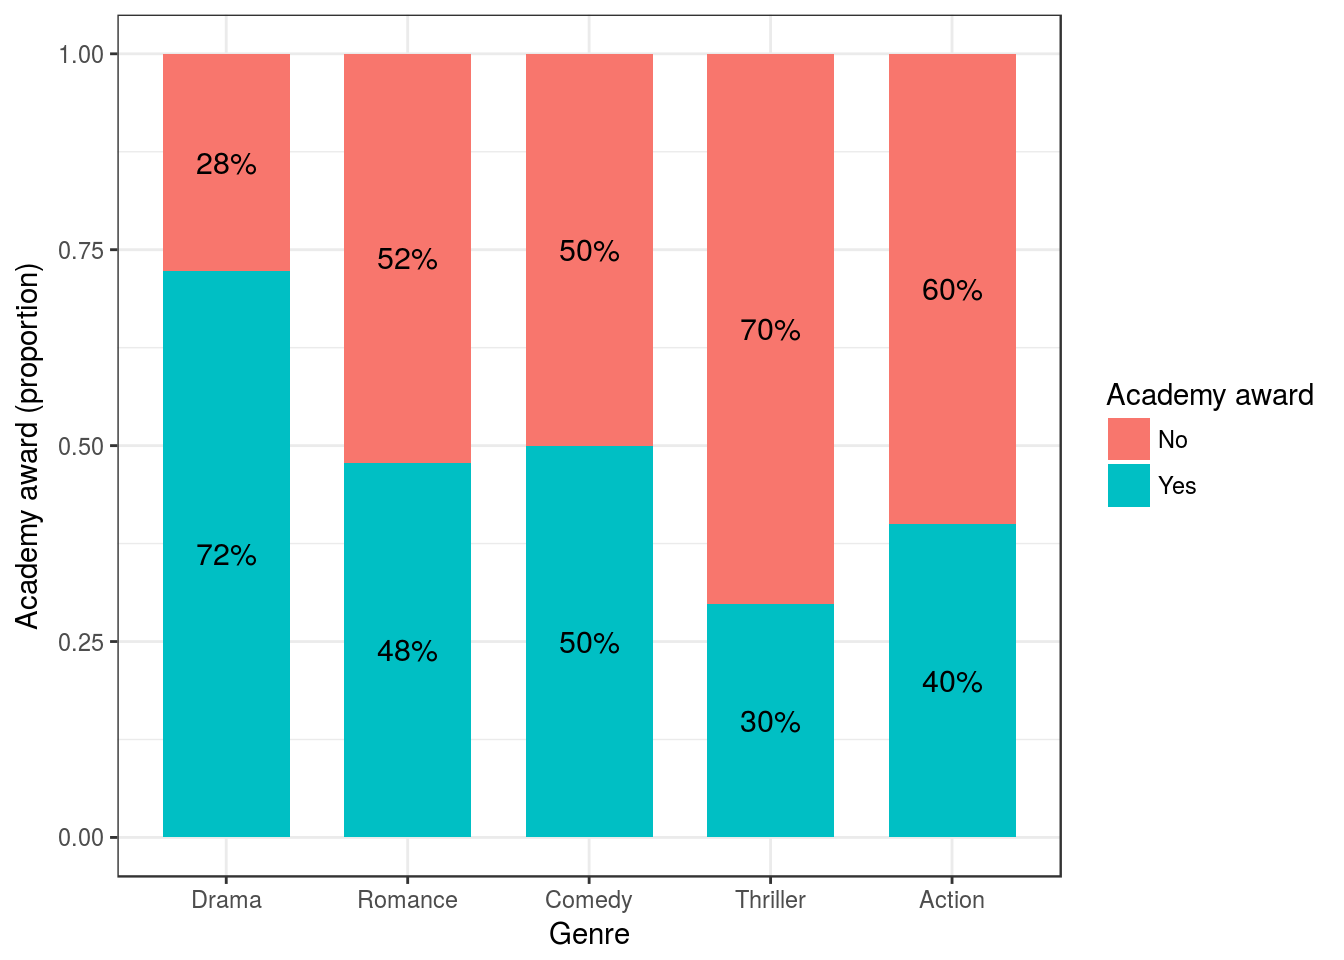 1.00
0.75
0.50
0.25
0.00
Academy award (proportion)
28%
52%
50%
70%
60%
72%
48%
50%
30%
40%
Drama Romance Comedy Thriller Action
Genre
Academy award
No
Yes